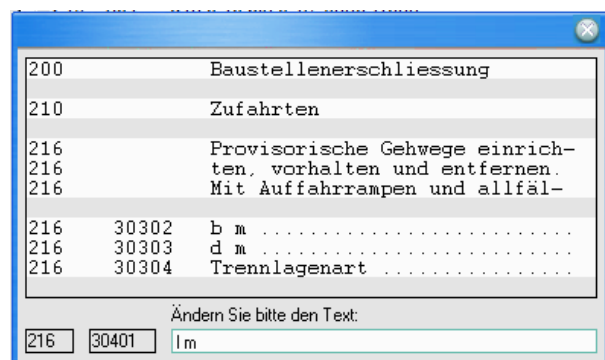 200 Baustellenerschliessung
210 Zufahrten
216 Provisorische Gehwege einrich-
216 ten, vorhalten und entfernen.
216 Mit Auffahrrampen und allfäl-
216 30302 b m ..........................
216 30303 d m ..........................
216 30304 Trennlagenart ................
Ändern Sie bitte den Text:
216 30401 l m